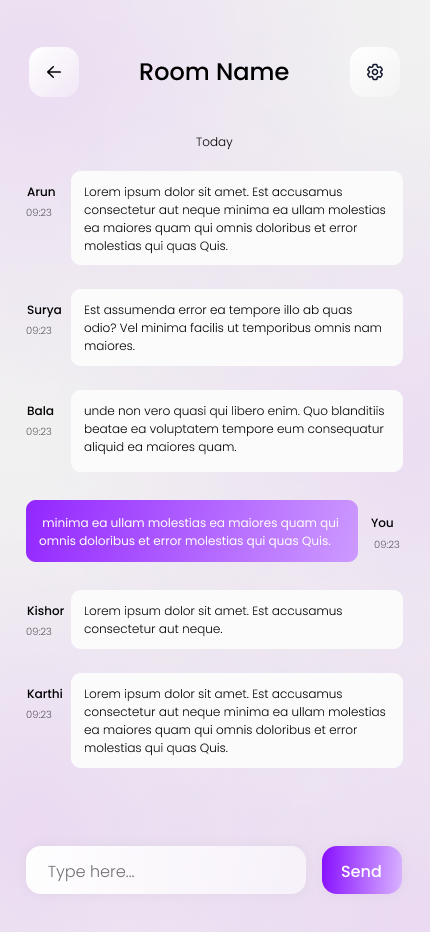 Room Name
Today
Arun
09:23
Lorem ipsum dolor sit amet. Est accusamus
consectetur aut neque minima ea ullam molestias
ea maiores quam qui omnis doloribus et error
molestias qui quas Quis.
Surya
09:23
Est assumenda error ea tempore illo ab quas
odio? Vel minima facilis ut temporibus omnis nam
maiores.
Bala
09:23
unde non vero quasi qui libero enim. Quo blanditiis
beatae ea voluptatem tempore eum consequatur
aliquid ea maiores quam.
minima ea ullam molestias ea maiores quam qui
omnis doloribus et error molestias qui quas Quis.
You
09:23
Kishor
09:23
Lorem ipsum dolor sit amet. Est accusamus
consectetur aut neque.
Karthi
09:23
Lorem ipsum dolor sit amet. Est accusamus
consectetur aut neque minima ea ullam molestias
ea maiores quam qui omnis doloribus et error
molestias qui quas Quis.
Type here...
Send